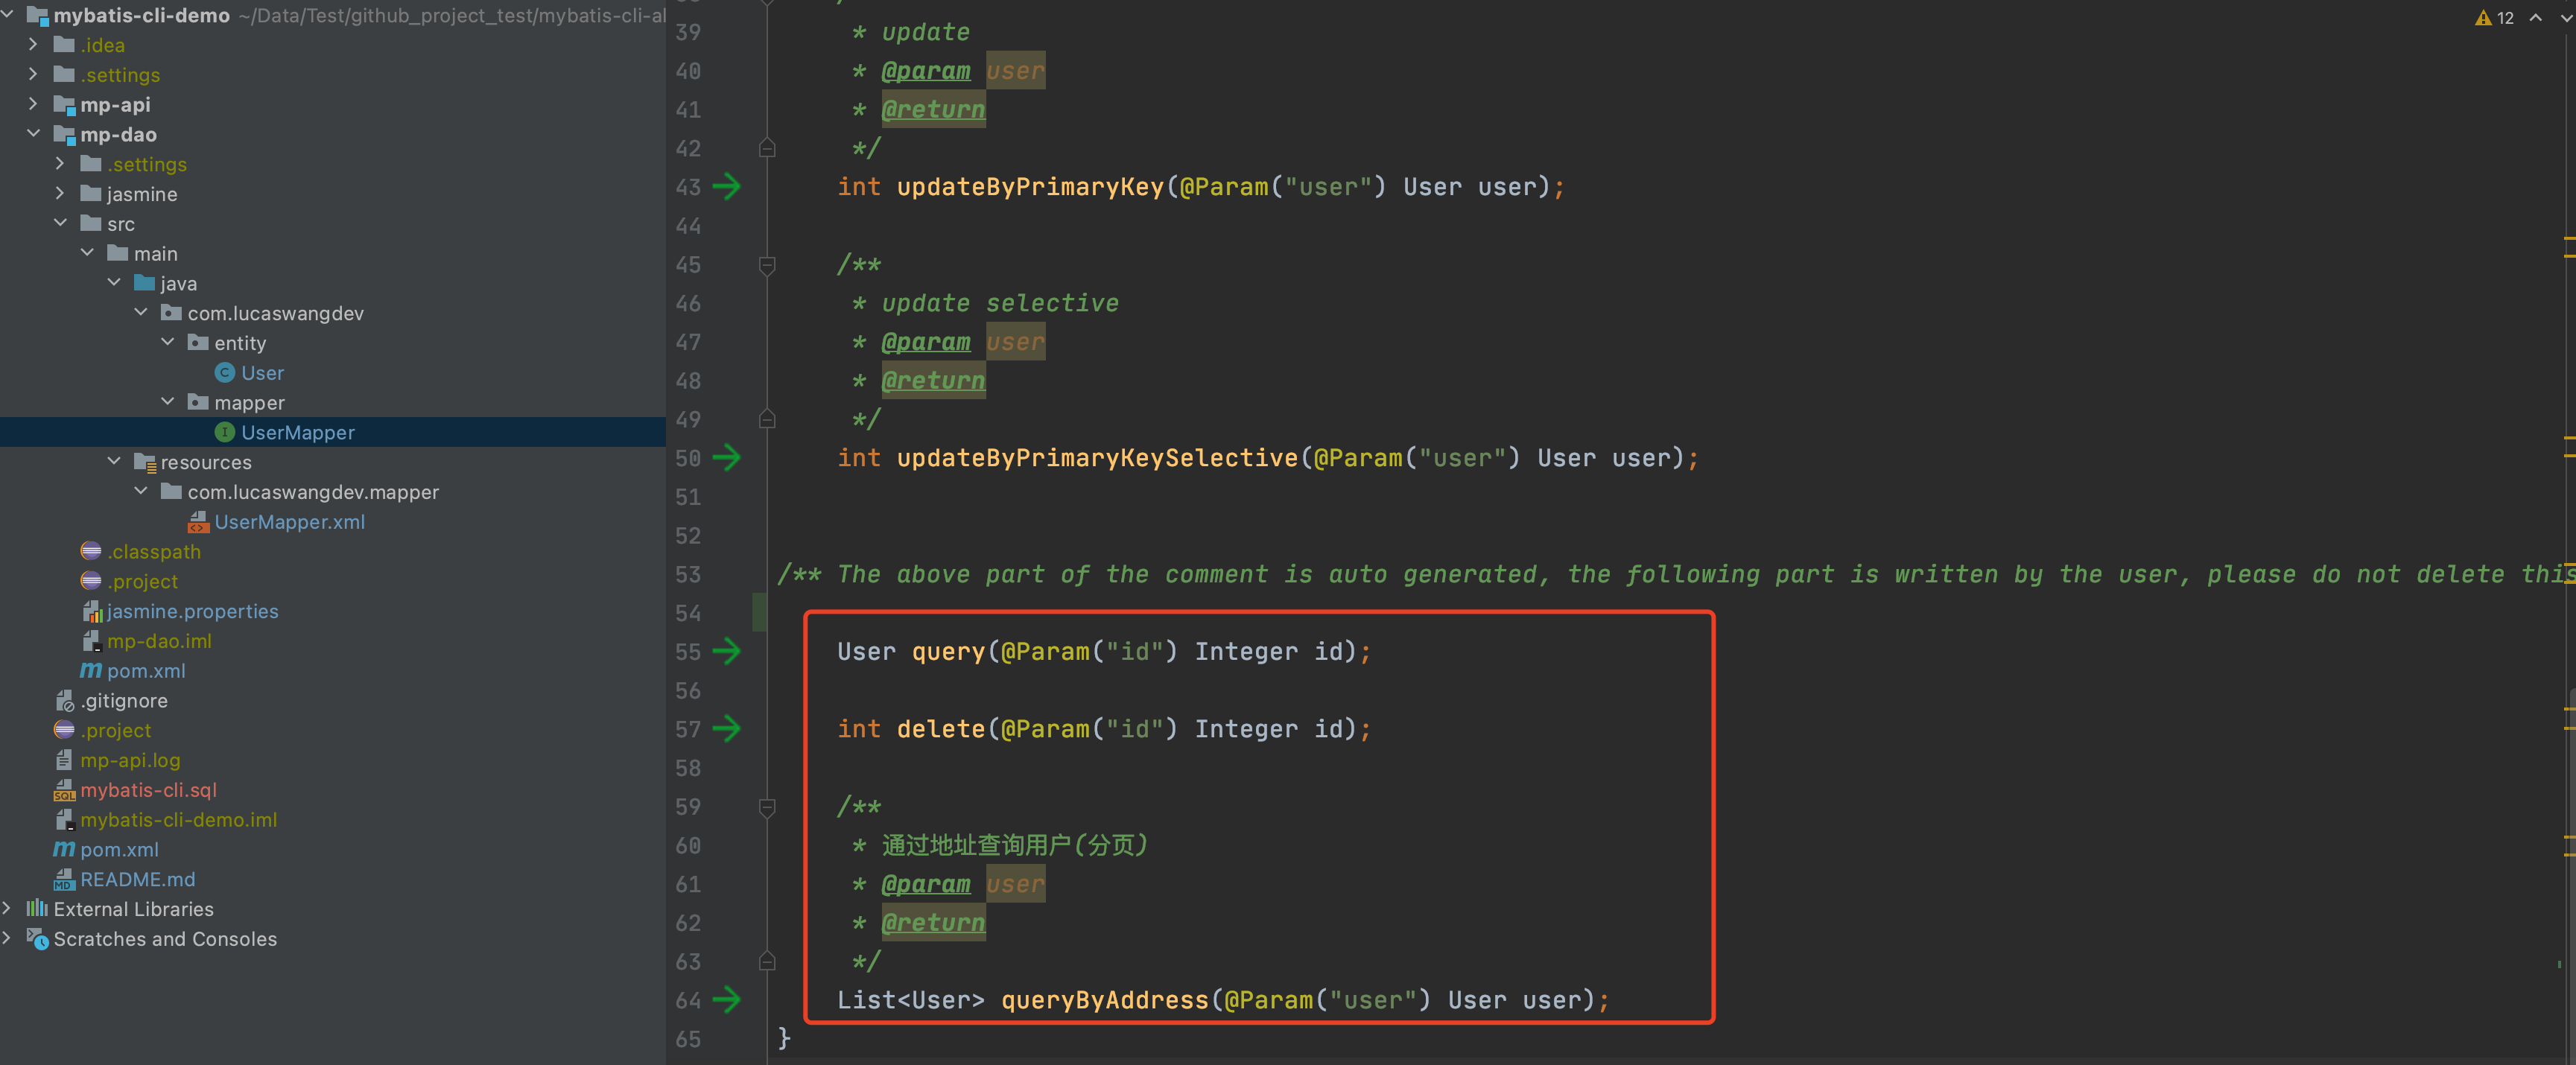 mybatis-cli-demo ~/Data/Test/github_project_test/mybatis-cli-al
.idea
.settings
mp-api
mp-dao
.settings
jasmine
src
main
java
com.lucaswangdev
entity
User
mapper
UserMapper
resources
com.lucaswangdev.mapper
UserMapper.xml
.classpath
.project
jasmine.properties
mp-dao.iml
pom.xml
.gitignore
.project
mp-api.log
mybatis-cli.sql
mybatis-cli-demo.iml
pom.xml
README.md
External Libraries
Scratches and Consoles
12
39 * update
40 * @param user
41 * @return
42 */
43 int updateByPrimaryKey(@Param("user") User user);
44
45 /**
46 * update selective
47 * @param user
48 * @return
49 */
50 int updateByPrimaryKeySelective(@Param("user") User user);
51
52
53 /** The above part of the comment is auto generated, the following part is written by the user, please do not delete this
54
55 User query(@Param("id") Integer id);
56
57 int delete(@Param("id") Integer id);
58
59 /**
60 * 通过地址查询用户(分页)
61 * @param user
62 * @return
63 */
64 List<User> queryByAddress(@Param("user") User user);
65 }